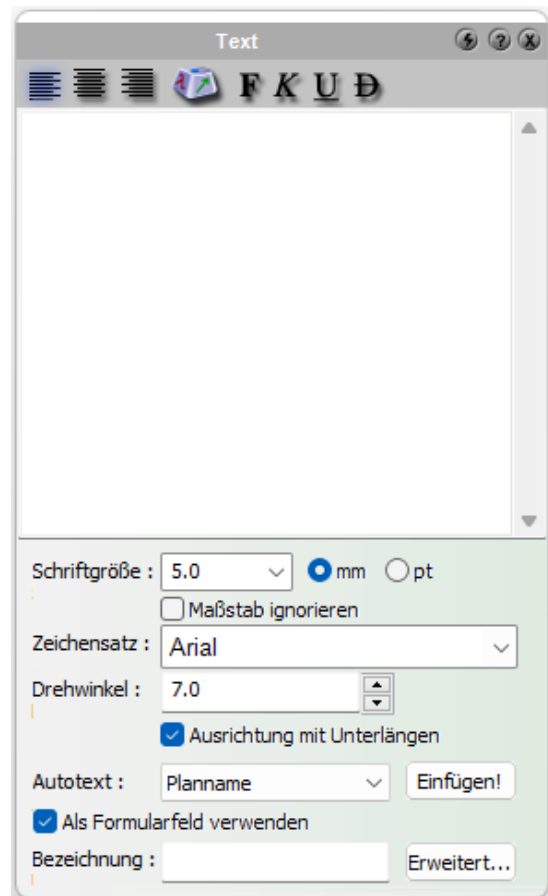 Text
F K U D
Schriftgröße : 5.0 mm pt
Maßstab ignorieren
Zeichensatz : Arial
Drehwinkel : 7.0
Ausrichtung mit Unterlängen
Autotext : Planname Einfügen!
Als Formularfeld verwenden
Bezeichnung : Erweitert...